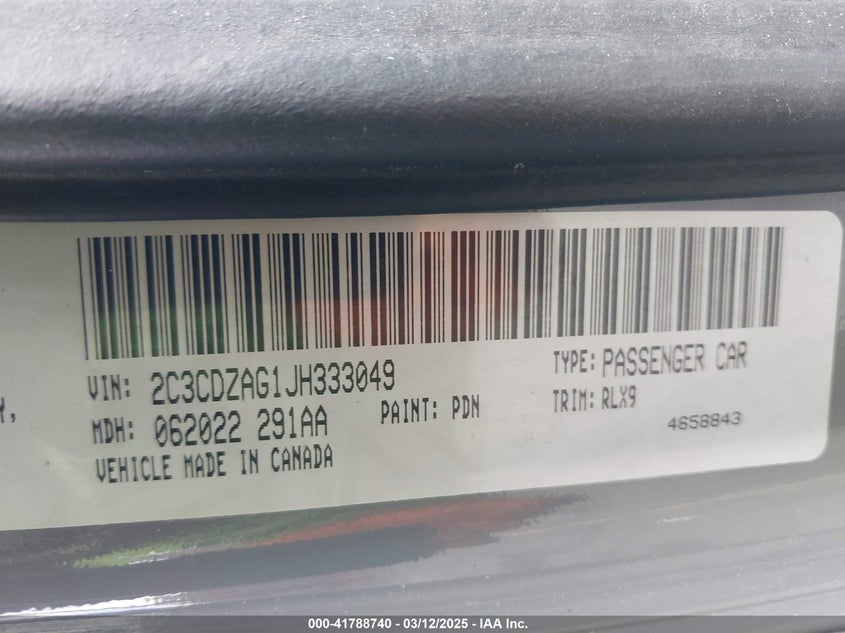 VIN: 2C3CDZAG1JH333049
TYPE: PASSENGER CAR
MDH: 062022 291AA
PAINT: PDN
TRIM: RLX9
4658843
VEHICLE MADE IN CANADA
000-41788740 - 03/12/2025 - IAA Inc.